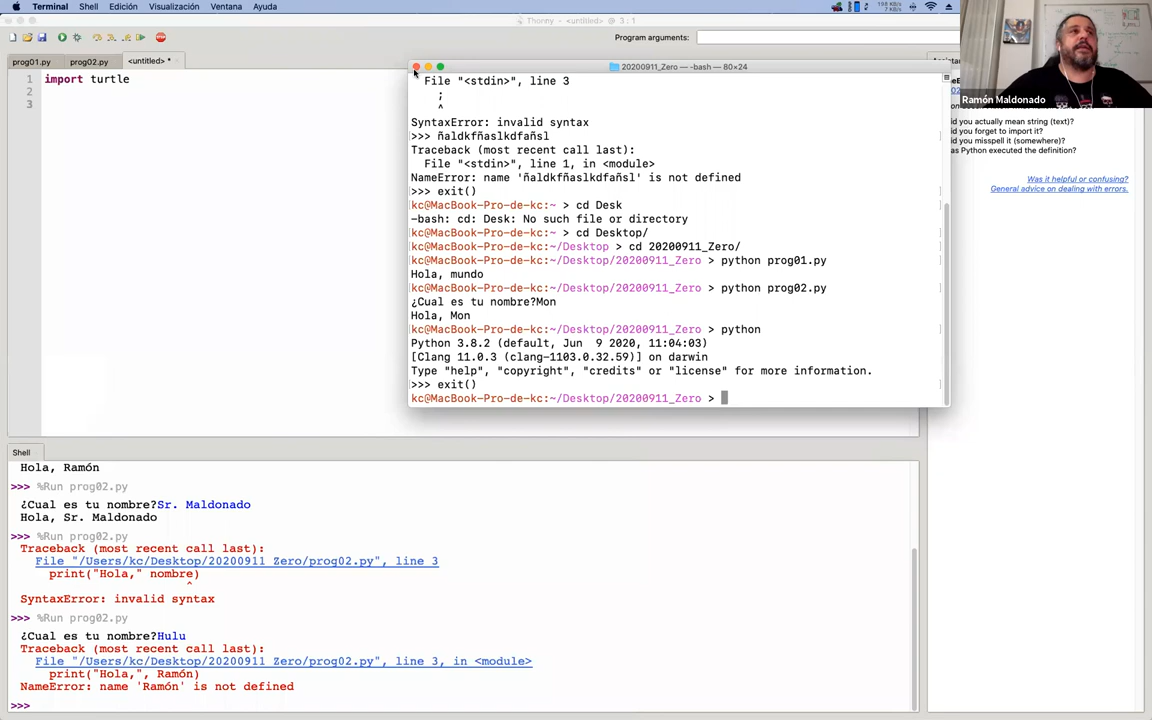 Terminal Shell Edición Visualización Ventana Ayuda
198 KB/s
7 KB/s
Thonny - <untitled> @ 3 : 1
Program arguments:
prog01.py prog02.py <untitled> *
1 import turtle
2
3
20200911_Zero — -bash — 80×24
File "<stdin>", line 3
;
^
SyntaxError: invalid syntax
>>> ñaldkfñaslkdfañsl
Traceback (most recent call last):
File "<stdin>", line 1, in <module>
NameError: name 'ñaldkfñaslkdfañsl' is not defined
>>> exit()
kc@MacBook-Pro-de-kc:~ > cd Desk
-bash: cd: Desk: No such file or directory
kc@MacBook-Pro-de-kc:~ > cd Desktop/
kc@MacBook-Pro-de-kc:~/Desktop > cd 20200911_Zero/
kc@MacBook-Pro-de-kc:~/Desktop/20200911_Zero > python prog01.py
Hola, mundo
kc@MacBook-Pro-de-kc:~/Desktop/20200911_Zero > python prog02.py
¿Cual es tu nombre?Mon
Hola, Mon
kc@MacBook-Pro-de-kc:~/Desktop/20200911_Zero > python
Python 3.8.2 (default, Jun  9 2020, 11:04:03)
[Clang 11.0.3 (clang-1103.0.32.59)] on darwin
Type "help", "copyright", "credits" or "license" for more information.
>>> exit()
kc@MacBook-Pro-de-kc:~/Desktop/20200911_Zero >
Ramón Maldonado
did you actually mean string (text)?
did you forget to import it?
did you misspell it (somewhere)?
as Python executed the definition?
Was it helpful or confusing?
General advice on dealing with errors.
Shell
Hola, Ramón
>>> %Run prog02.py
¿Cual es tu nombre?Sr. Maldonado
Hola, Sr. Maldonado
>>> %Run prog02.py
Traceback (most recent call last):
File "/Users/kc/Desktop/20200911 Zero/prog02.py", line 3
print("Hola," nombre)
^
SyntaxError: invalid syntax
>>> %Run prog02.py
¿Cual es tu nombre?Hulu
Traceback (most recent call last):
File "/Users/kc/Desktop/20200911 Zero/prog02.py", line 3, in <module>
print("Hola,", Ramón)
NameError: name 'Ramón' is not defined
>>>